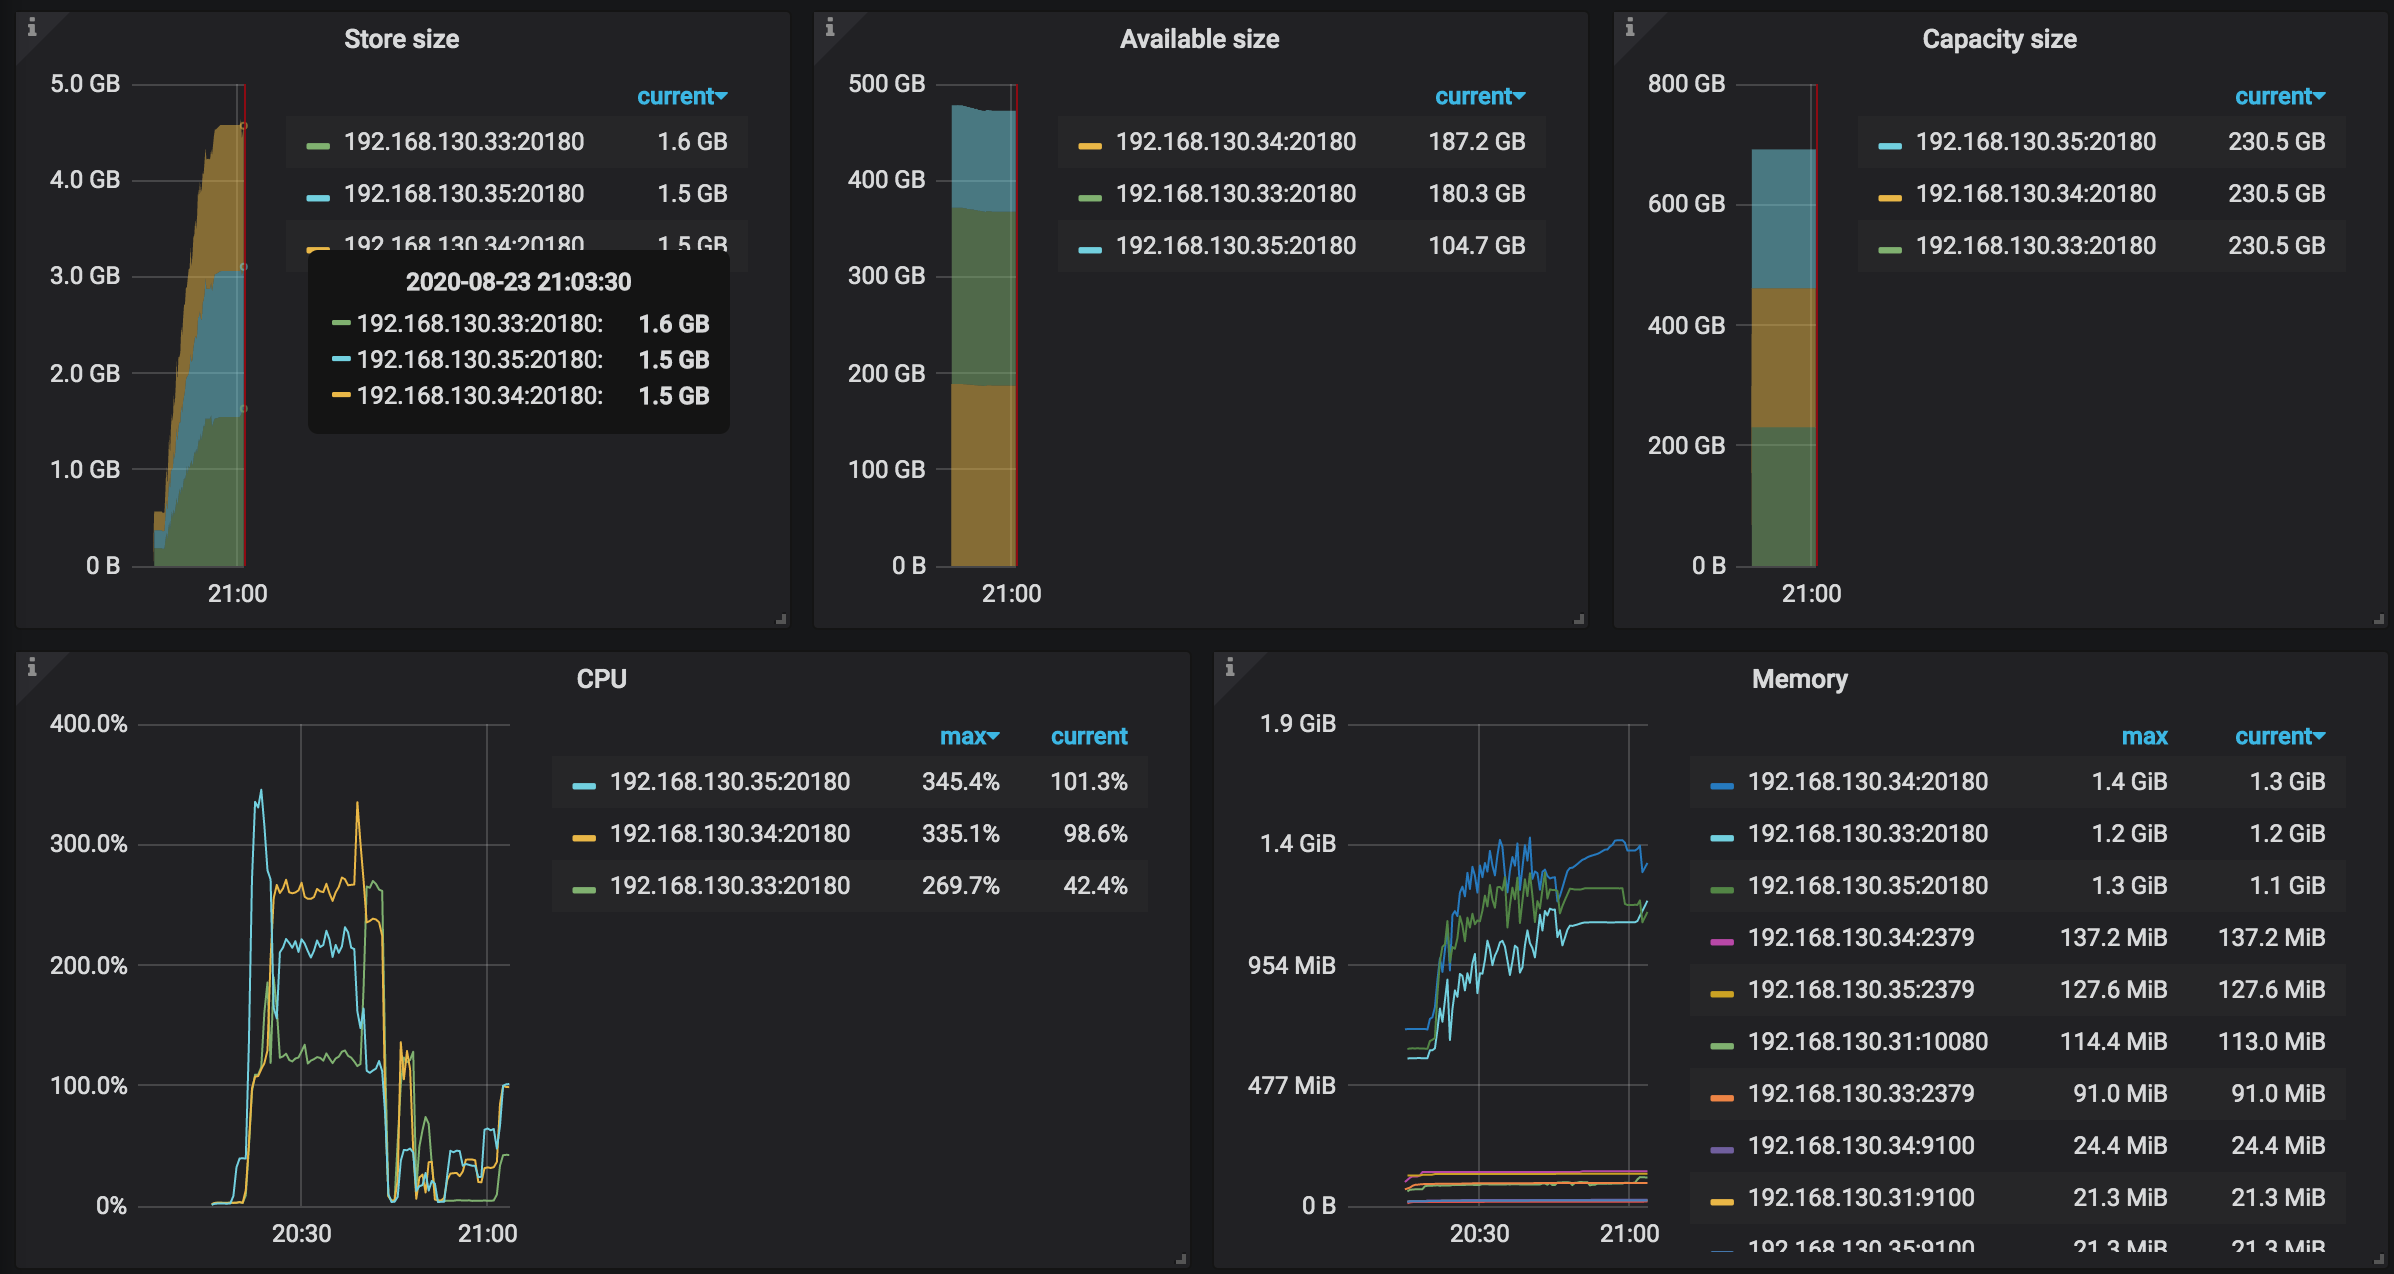 Store size
5.0 GB
4.0 GB
3.0 GB
2.0 GB
1.0 GB
0 B
21:00
current
192.168.130.33:20180 1.6 GB
192.168.130.35:20180 1.5 GB
192.168.130.34:20180 1.5 GB
2020-08-23 21:03:30
192.168.130.33:20180: 1.6 GB
192.168.130.35:20180: 1.5 GB
192.168.130.34:20180: 1.5 GB
Available size
500 GB
400 GB
300 GB
200 GB
100 GB
0 B
21:00
current
192.168.130.34:20180 187.2 GB
192.168.130.33:20180 180.3 GB
192.168.130.35:20180 104.7 GB
Capacity size
800 GB
600 GB
400 GB
200 GB
0 B
21:00
current
192.168.130.35:20180 230.5 GB
192.168.130.34:20180 230.5 GB
192.168.130.33:20180 230.5 GB
CPU
400.0%
300.0%
200.0%
100.0%
0%
20:30 21:00
max current
192.168.130.35:20180 345.4% 101.3%
192.168.130.34:20180 335.1% 98.6%
192.168.130.33:20180 269.7% 42.4%
Memory
1.9 GiB
1.4 GiB
954 MiB
477 MiB
0 B
20:30 21:00
max current
192.168.130.34:20180 1.4 GiB 1.3 GiB
192.168.130.33:20180 1.2 GiB 1.2 GiB
192.168.130.35:20180 1.3 GiB 1.1 GiB
192.168.130.34:2379 137.2 MiB 137.2 MiB
192.168.130.35:2379 127.6 MiB 127.6 MiB
192.168.130.31:10080 114.4 MiB 113.0 MiB
192.168.130.33:2379 91.0 MiB 91.0 MiB
192.168.130.34:9100 24.4 MiB 24.4 MiB
192.168.130.31:9100 21.3 MiB 21.3 MiB
192.168.130.35:9100 21.3 MiB 21.3 MiB